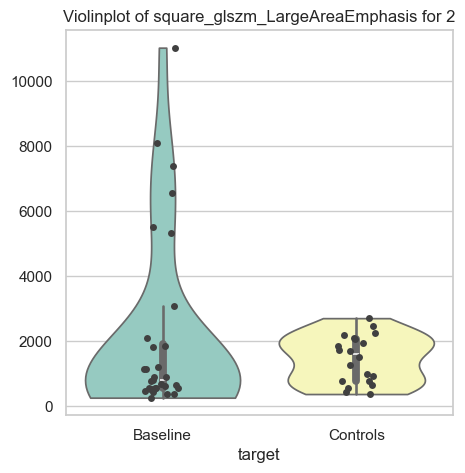 Violinplot of square_glszm_LargeAreaEmphasis for 2
10000
8000
6000
4000
2000
0
Baseline
Controls
target